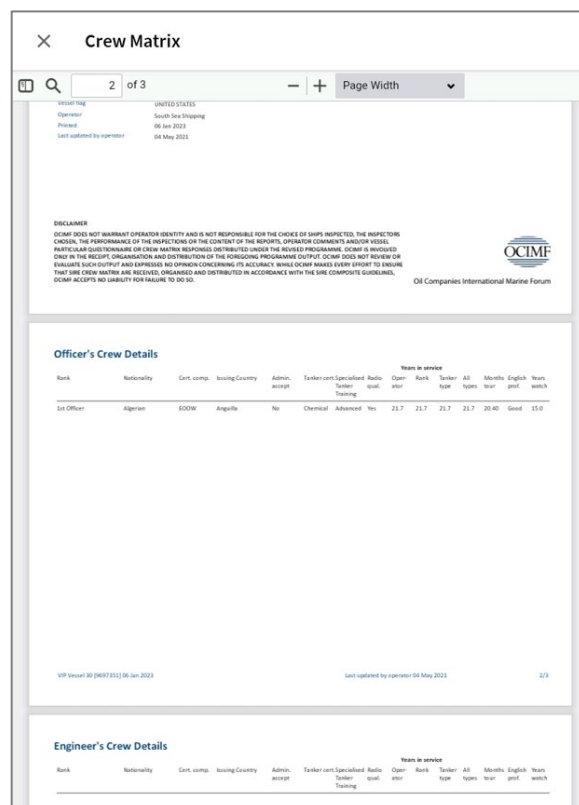 Crew Matrix
2 of 3 Page Width
Vessel flag UNITED STATES
Operator South Sea Shipping
Printed 06 Jan 2023
Last updated by operator 04 May 2021
DISCLAIMER
OCIMF DOES NOT WARRANT OPERATOR IDENTITY AND IS NOT RESPONSIBLE FOR THE CHOICE OF SHIPS INSPECTED, THE INSPECTORS
CHOSEN, THE PERFORMANCE OF THE INSPECTIONS OR THE CONTENT OF THE REPORTS, OPERATOR COMMENTS AND/OR VESSEL
PARTICULAR QUESTIONNAIRE OR CREW MATRIX RESPONSES DISTRIBUTED UNDER THE REVISED PROGRAMME. OCIMF IS INVOLVED
ONLY IN THE RECEIPT, ORGANISATION AND DISTRIBUTION OF THE FOREGOING PROGRAMME OUTPUT. OCIMF DOES NOT REVIEW OR
EVALUATE SUCH OUTPUT AND EXPRESSES NO OPINION CONCERNING ITS ACCURACY. WHILE OCIMF MAKES EVERY EFFORT TO ENSURE
THAT SIRE CREW MATRIX ARE RECEIVED, ORGANISED AND DISTRIBUTED IN ACCORDANCE WITH THE SIRE COMPOSITE GUIDELINES,
OCIMF ACCEPTS NO LIABILITY FOR FAILURE TO DO SO.
OCIMF
Oil Companies International Marine Forum
Officer's Crew Details
Years in service
Rank Nationality Cert. comp. Issuing Country Admin. Tanker cert. Specialised Radio Oper- Rank Tanker All Months English Years
accept Tanker qual. ator type types tour prof. watch
Training
1st Officer Algerian EDOW Anguilla No Chemical Advanced Yes 21.7 21.7 21.7 21.7 20.40 Good 15.0
VIP Vessel 30 [9697351] 06 Jan 2023 Last updated by operator 04 May 2021 2/3
Engineer's Crew Details
Years in service
Rank Nationality Cert. comp. Issuing Country Admin. Tanker cert. Specialised Radio Oper- Rank Tanker All Months English Years
accept Tanker qual. ator type types tour prof. watch
Training